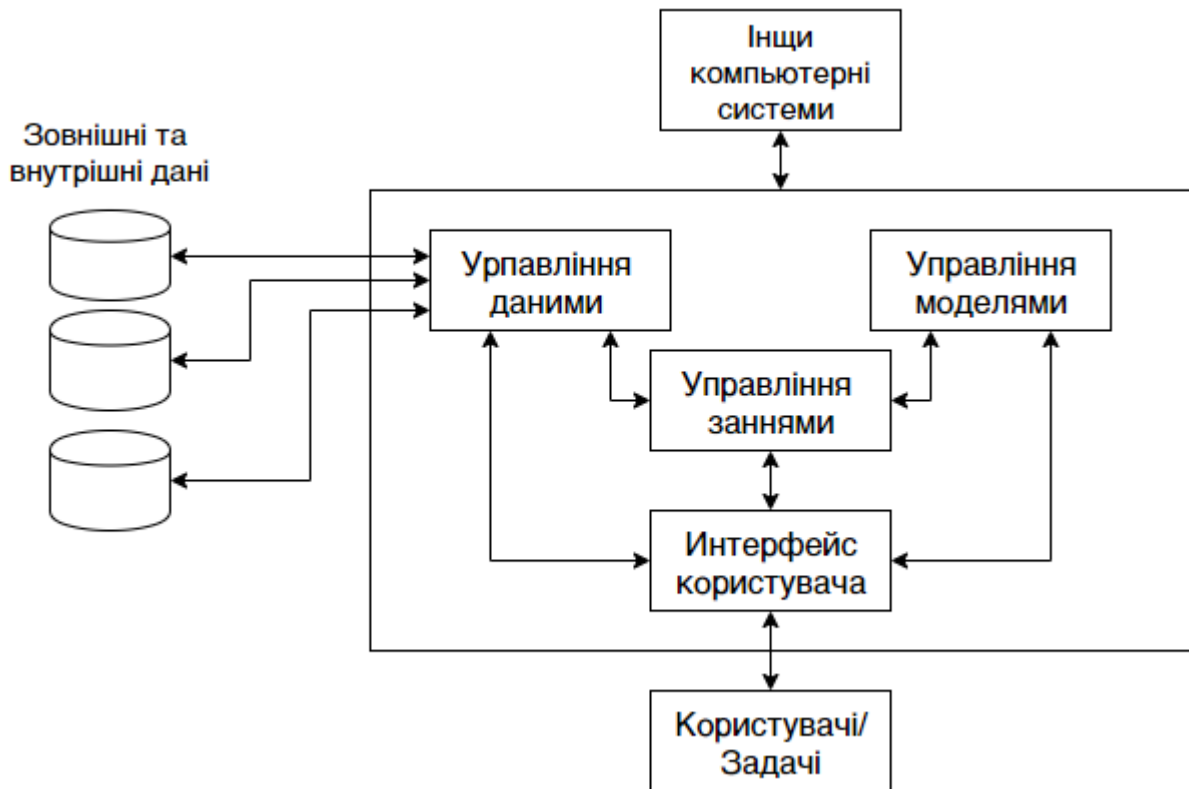 Інщи
компьютерні
системи
Зовнішні та
внутрішні дані
Урпавління
даними
Управління
моделями
Управління
заннями
Интерфейс
користувача
Користувачі/
Задачі